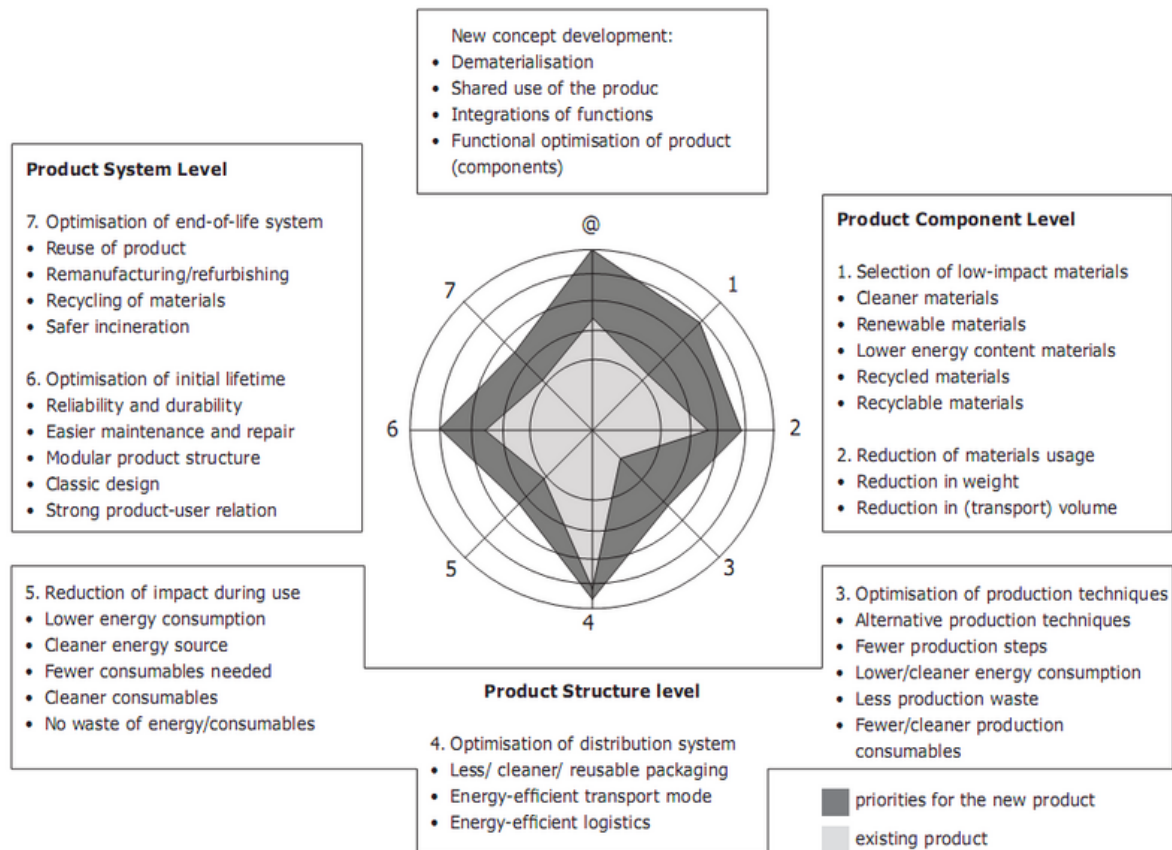 New concept development:
• Dematerialisation
• Shared use of the produc
• Integrations of functions
• Functional optimisation of product
(components)
Product System Level
7. Optimisation of end-of-life system
• Reuse of product
• Remanufacturing/refurbishing
• Recycling of materials
• Safer incineration
6. Optimisation of initial lifetime
• Reliability and durability
• Easier maintenance and repair
• Modular product structure
• Classic design
• Strong product-user relation
@
1
2
3
4
5
6
7
Product Component Level
1. Selection of low-impact materials
• Cleaner materials
• Renewable materials
• Lower energy content materials
• Recycled materials
• Recyclable materials
2. Reduction of materials usage
• Reduction in weight
• Reduction in (transport) volume
5. Reduction of impact during use
• Lower energy consumption
• Cleaner energy source
• Fewer consumables needed
• Cleaner consumables
• No waste of energy/consumables
Product Structure level
4. Optimisation of distribution system
• Less/ cleaner/ reusable packaging
• Energy-efficient transport mode
• Energy-efficient logistics
3. Optimisation of production techniques
• Alternative production techniques
• Fewer production steps
• Lower/cleaner energy consumption
• Less production waste
• Fewer/cleaner production
consumables
priorities for the new product
existing product